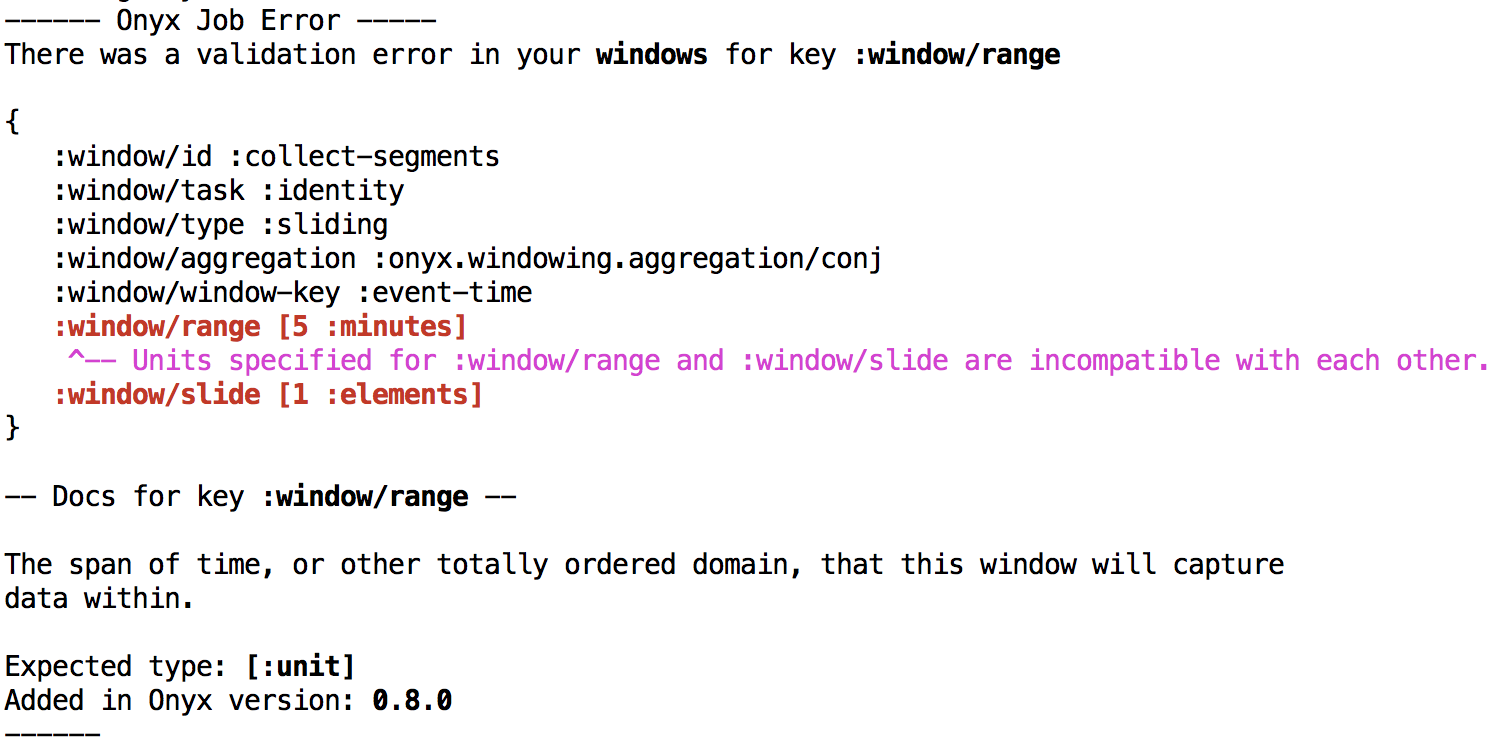 ------ Onyx Job Error -----
There was a validation error in your windows for key :window/range
{
:window/id :collect-segments
:window/task :identity
:window/type :sliding
:window/aggregation :onyx.windowing.aggregation/conj
:window/window-key :event-time
:window/range [5 :minutes]
^-- Units specified for :window/range and :window/slide are incompatible with each other.
:window/slide [1 :elements]
}
-- Docs for key :window/range --
The span of time, or other totally ordered domain, that this window will capture
data within.
Expected type: [:unit]
Added in Onyx version: 0.8.0
------